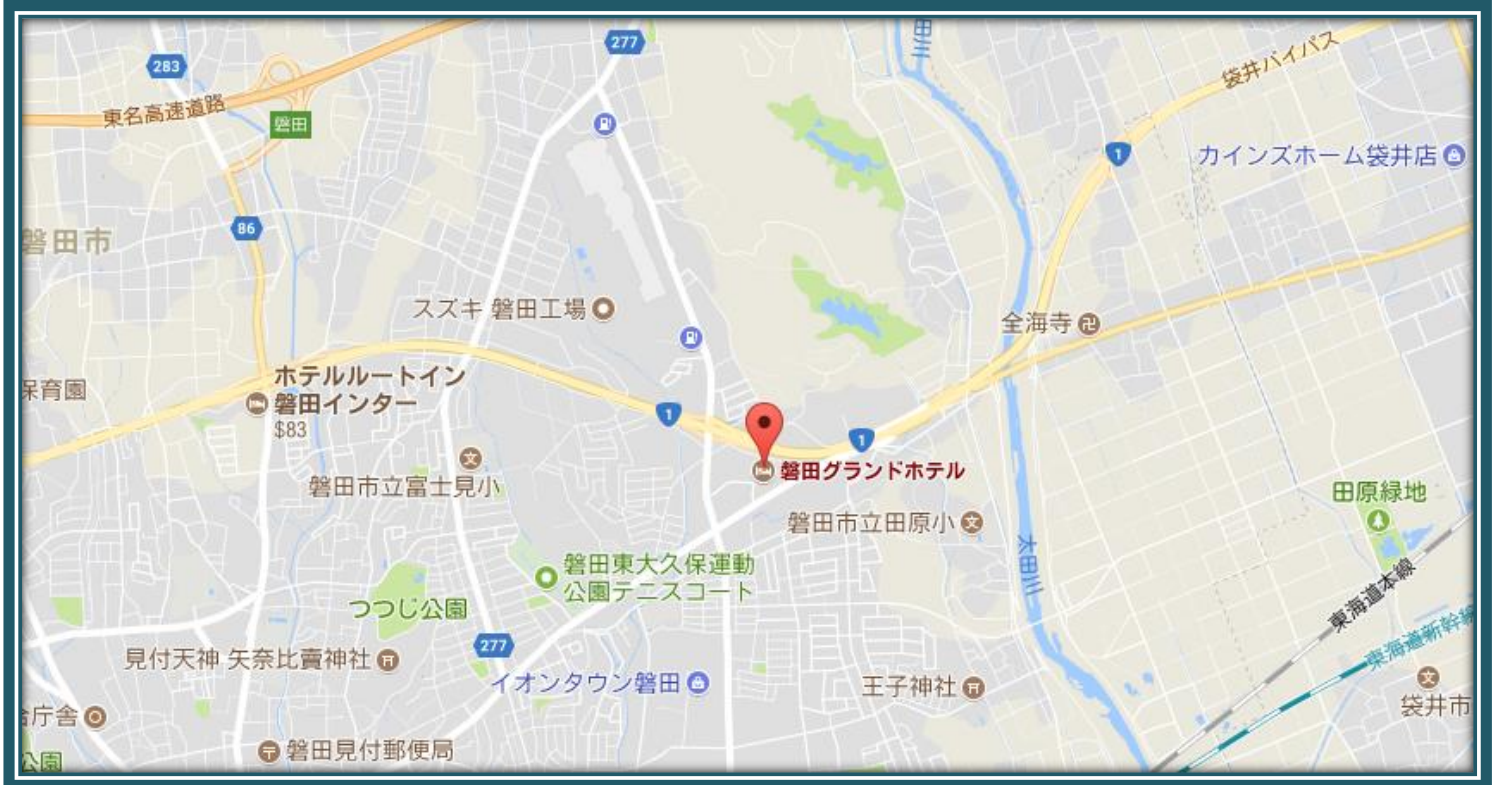 277
田川
283
袋井バイパス
東名高速道路
磐田
1
カインズホーム袋井店
86
磐田市
スズキ 磐田工場
全海寺
保育園
ホテルルートイン
磐田インター
$83
1
1
磐田グランドホテル
磐田市立富士見小
田原緑地
磐田市立田原小
太田川
磐田東大久保運動
公園テニスコート
東海道本線
つつじ公園
東海道新幹線
277
見付天神 矢奈比賣神社
イオンタウン磐田
王子神社
袋井市
庁舎
磐田見付郵便局
公園